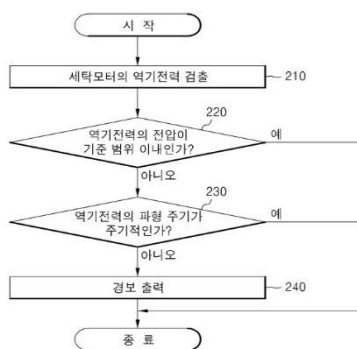 시 작
세탁모터의 역기전력 검출
210
220
역기전력의 전압이
기준 범위 이내인가?
예
아니오
230
역기전력의 파형 주기가
주기적인가?
예
아니오
경보 출력
240
종 료